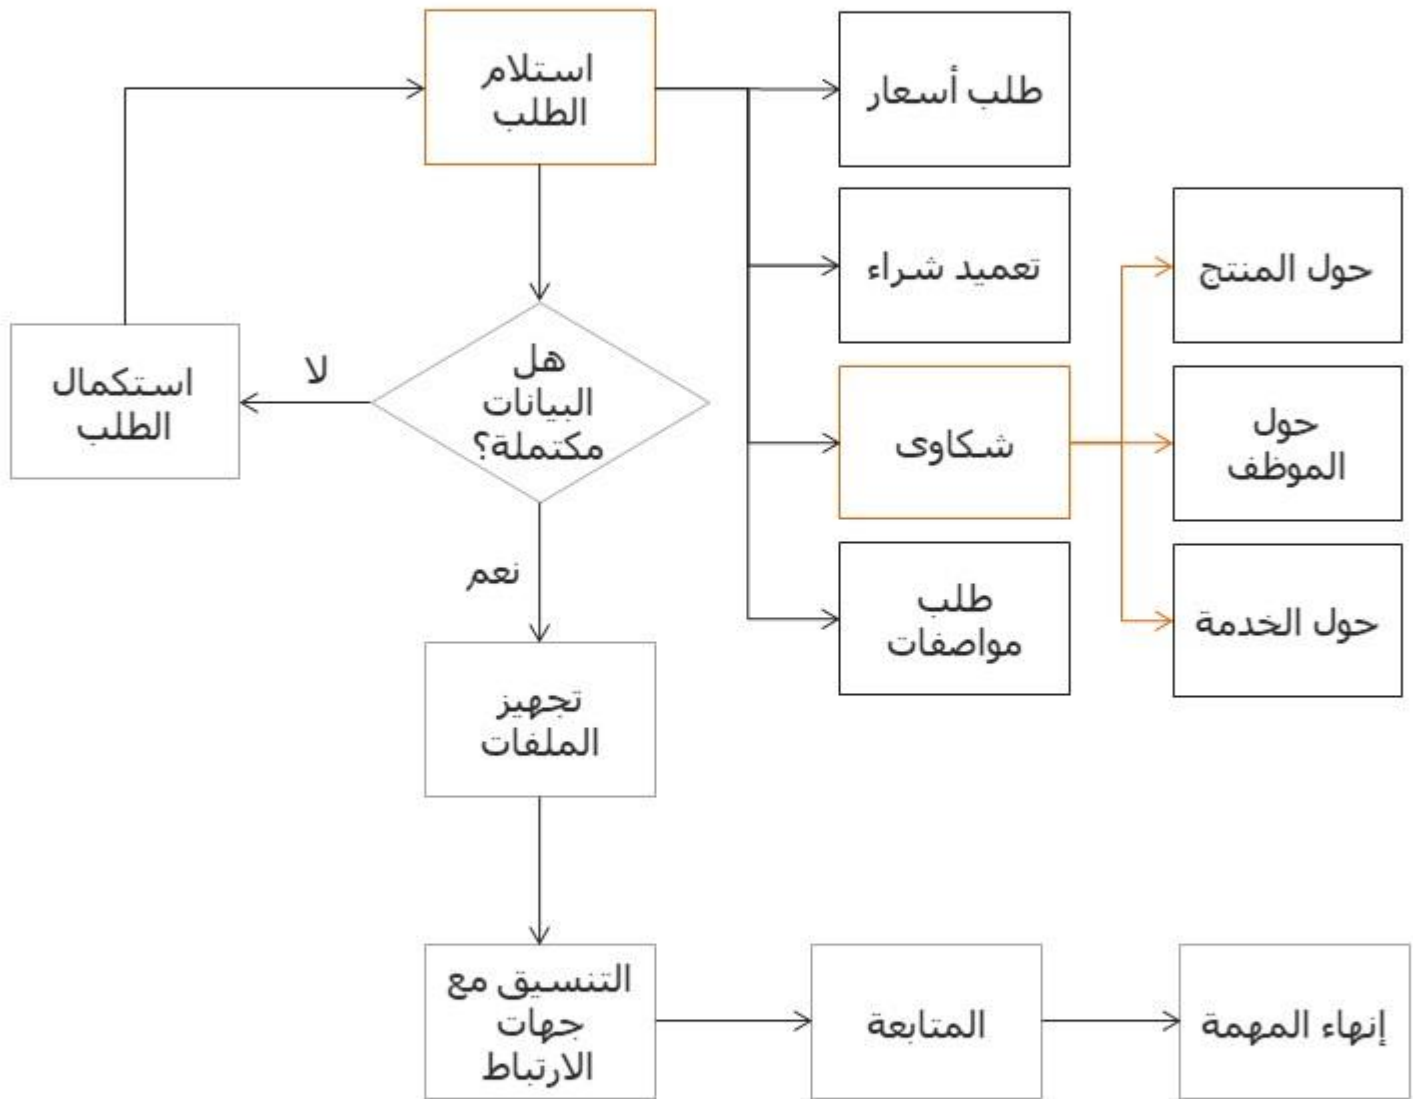 استلام
الطلب
طلب أسعار
تعميد شراء
حول المنتج
هل
البيانات
مكتملة؟
لا
استكمال
الطلب
شكاوى
حول
الموظف
نعم
طلب
مواصفات
حول الخدمة
تجهيز
الملفات
التنسيق مع
جهات
الارتباط
المتابعة
إنهاء المهمة